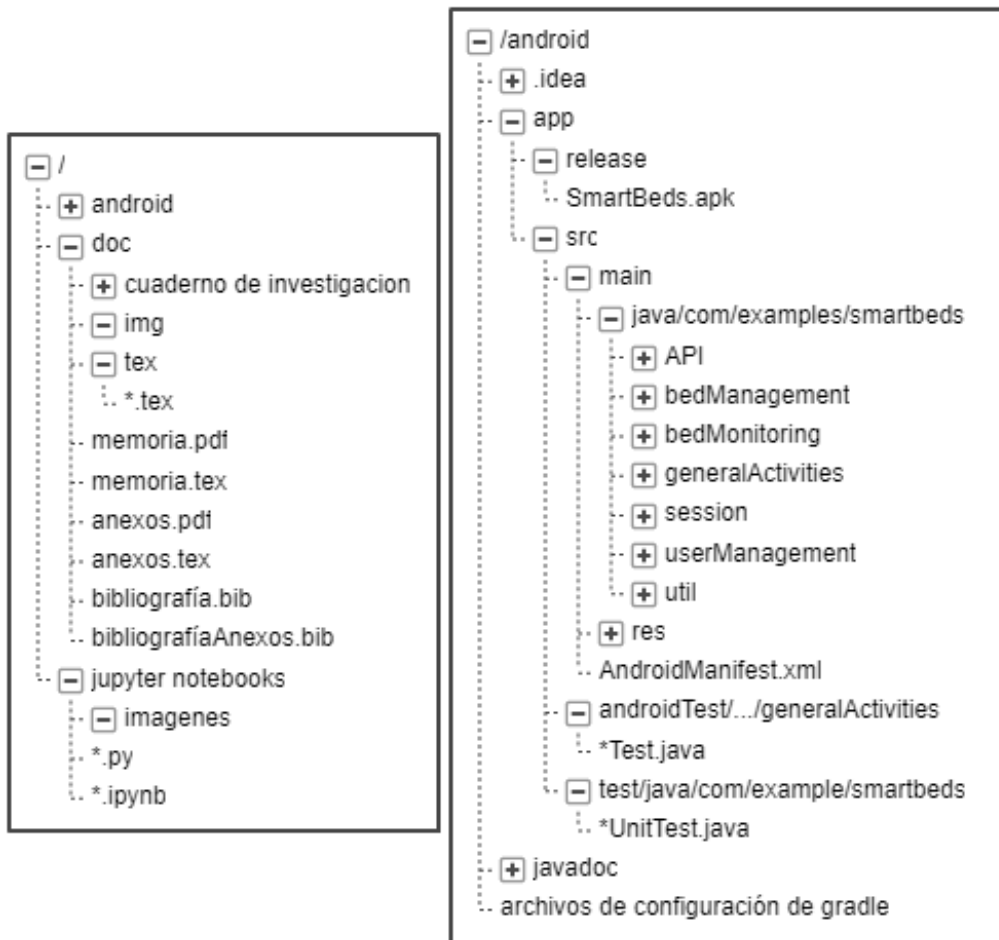 /
android
doc
cuaderno de investigacion
img
tex
*.tex
memoria.pdf
memoria.tex
anexos.pdf
anexos.tex
bibliografía.bib
bibliografíaAnexos.bib
jupyter notebooks
imagenes
*.py
*.ipynb
/android
.idea
app
release
SmartBeds.apk
src
main
java/com/examples/smartbeds
API
bedManagement
bedMonitoring
generalActivities
session
userManagement
util
res
AndroidManifest.xml
androidTest/.../generalActivities
*Test.java
test/java/com/example/smartbeds
*UnitTest.java
javadoc
archivos de configuración de gradle